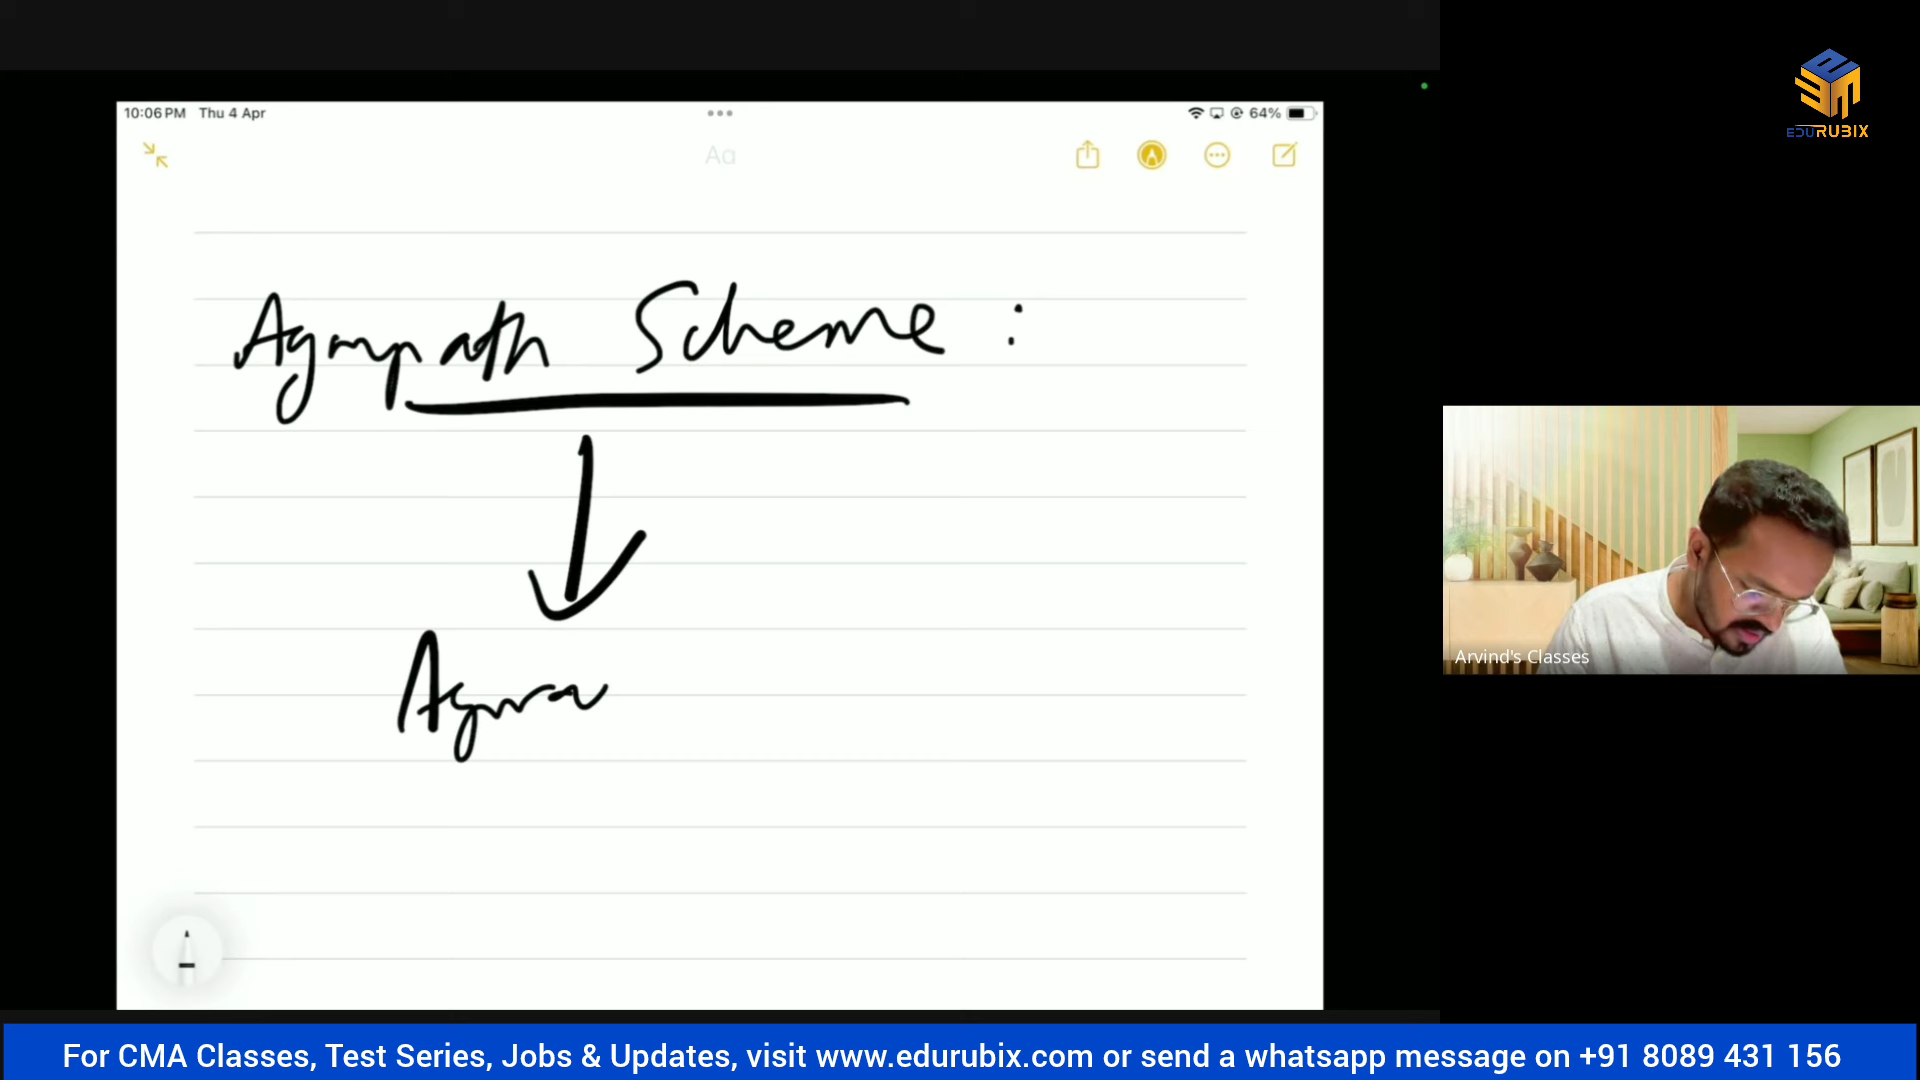 EDURUBIX
10:06 PM Thu 4 Apr
64%
Aa
Agnipath Scheme :
Agniv
Arvind's Classes
For CMA Classes, Test Series, Jobs & Updates, visit www.edurubix.com or send a whatsapp message on +91 8089 431 156